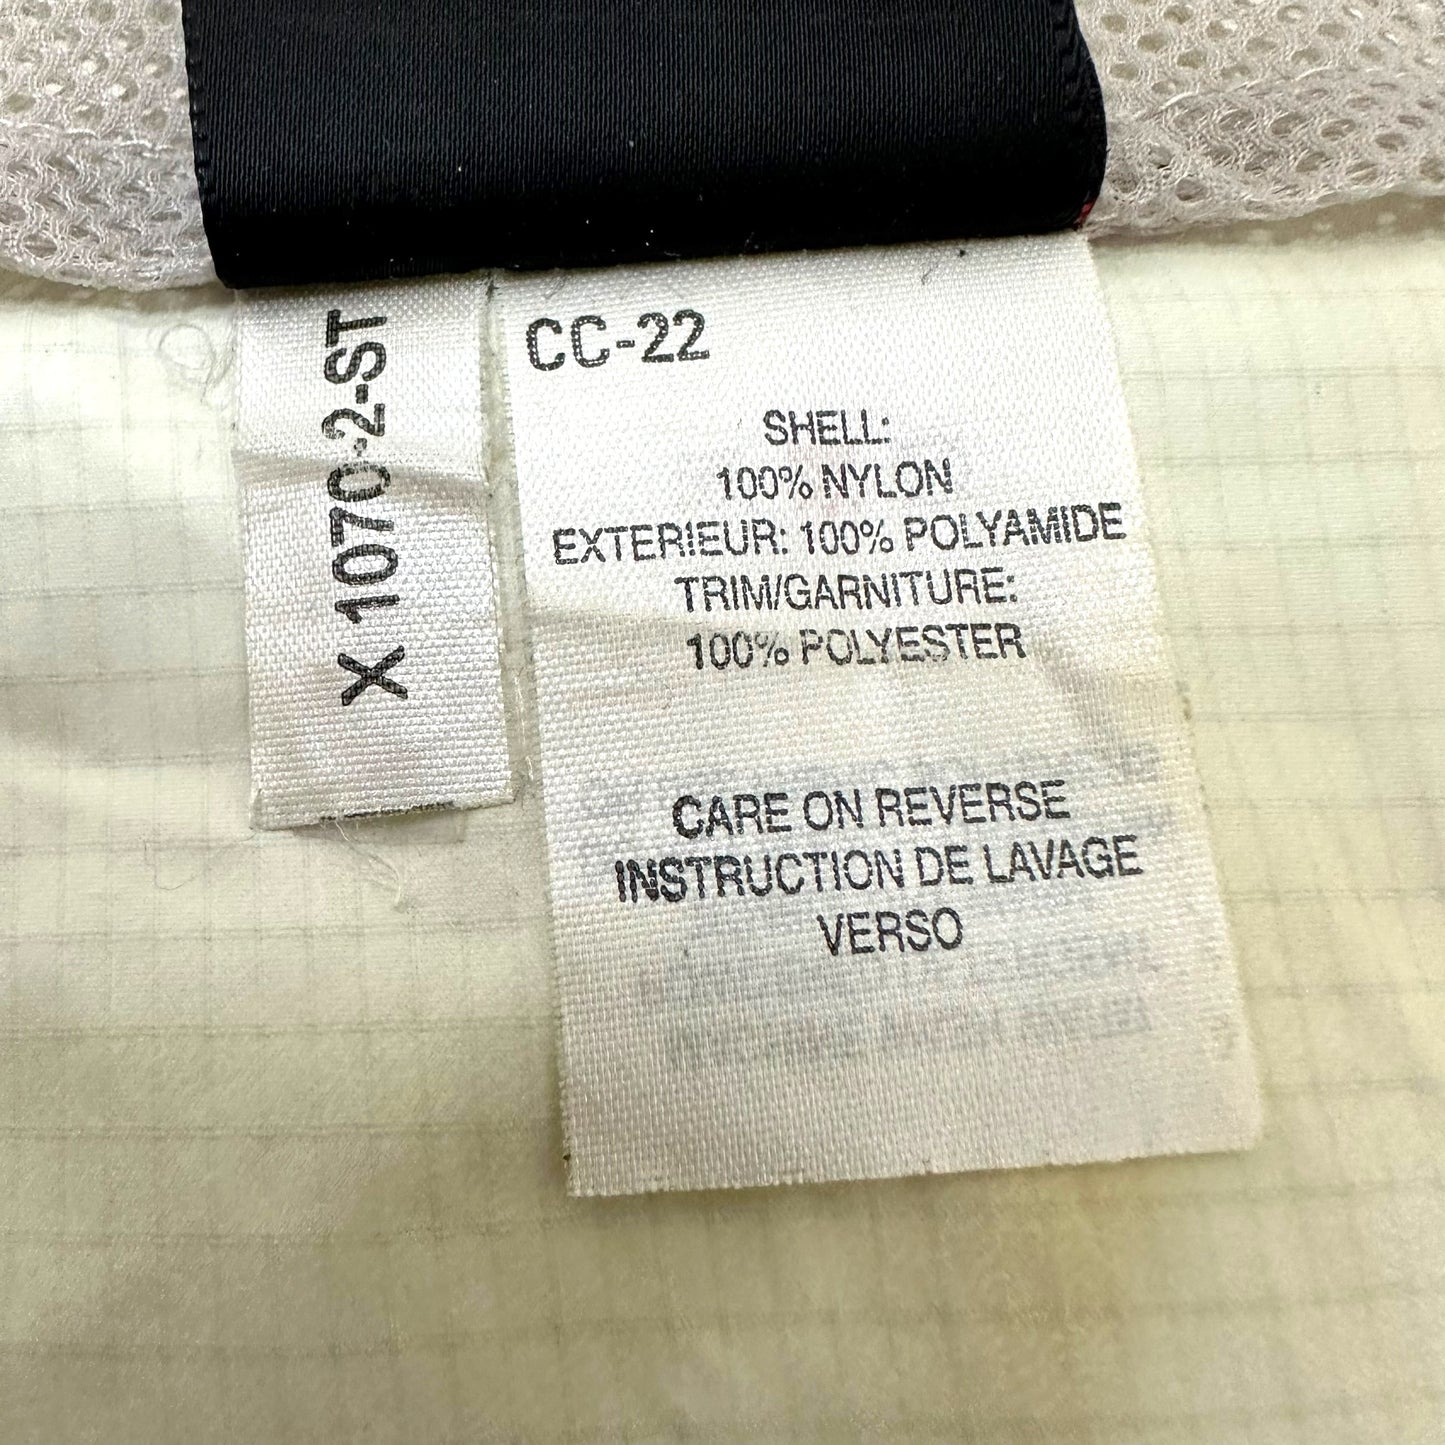 X 1070-2-ST
CC-22
SHELL:
100% NYLON
EXTERIEUR: 100% POLYAMIDE
TRIM/GARNITURE:
100% POLYESTER
CARE ON REVERSE
INSTRUCTION DE LAVAGE
VERSO